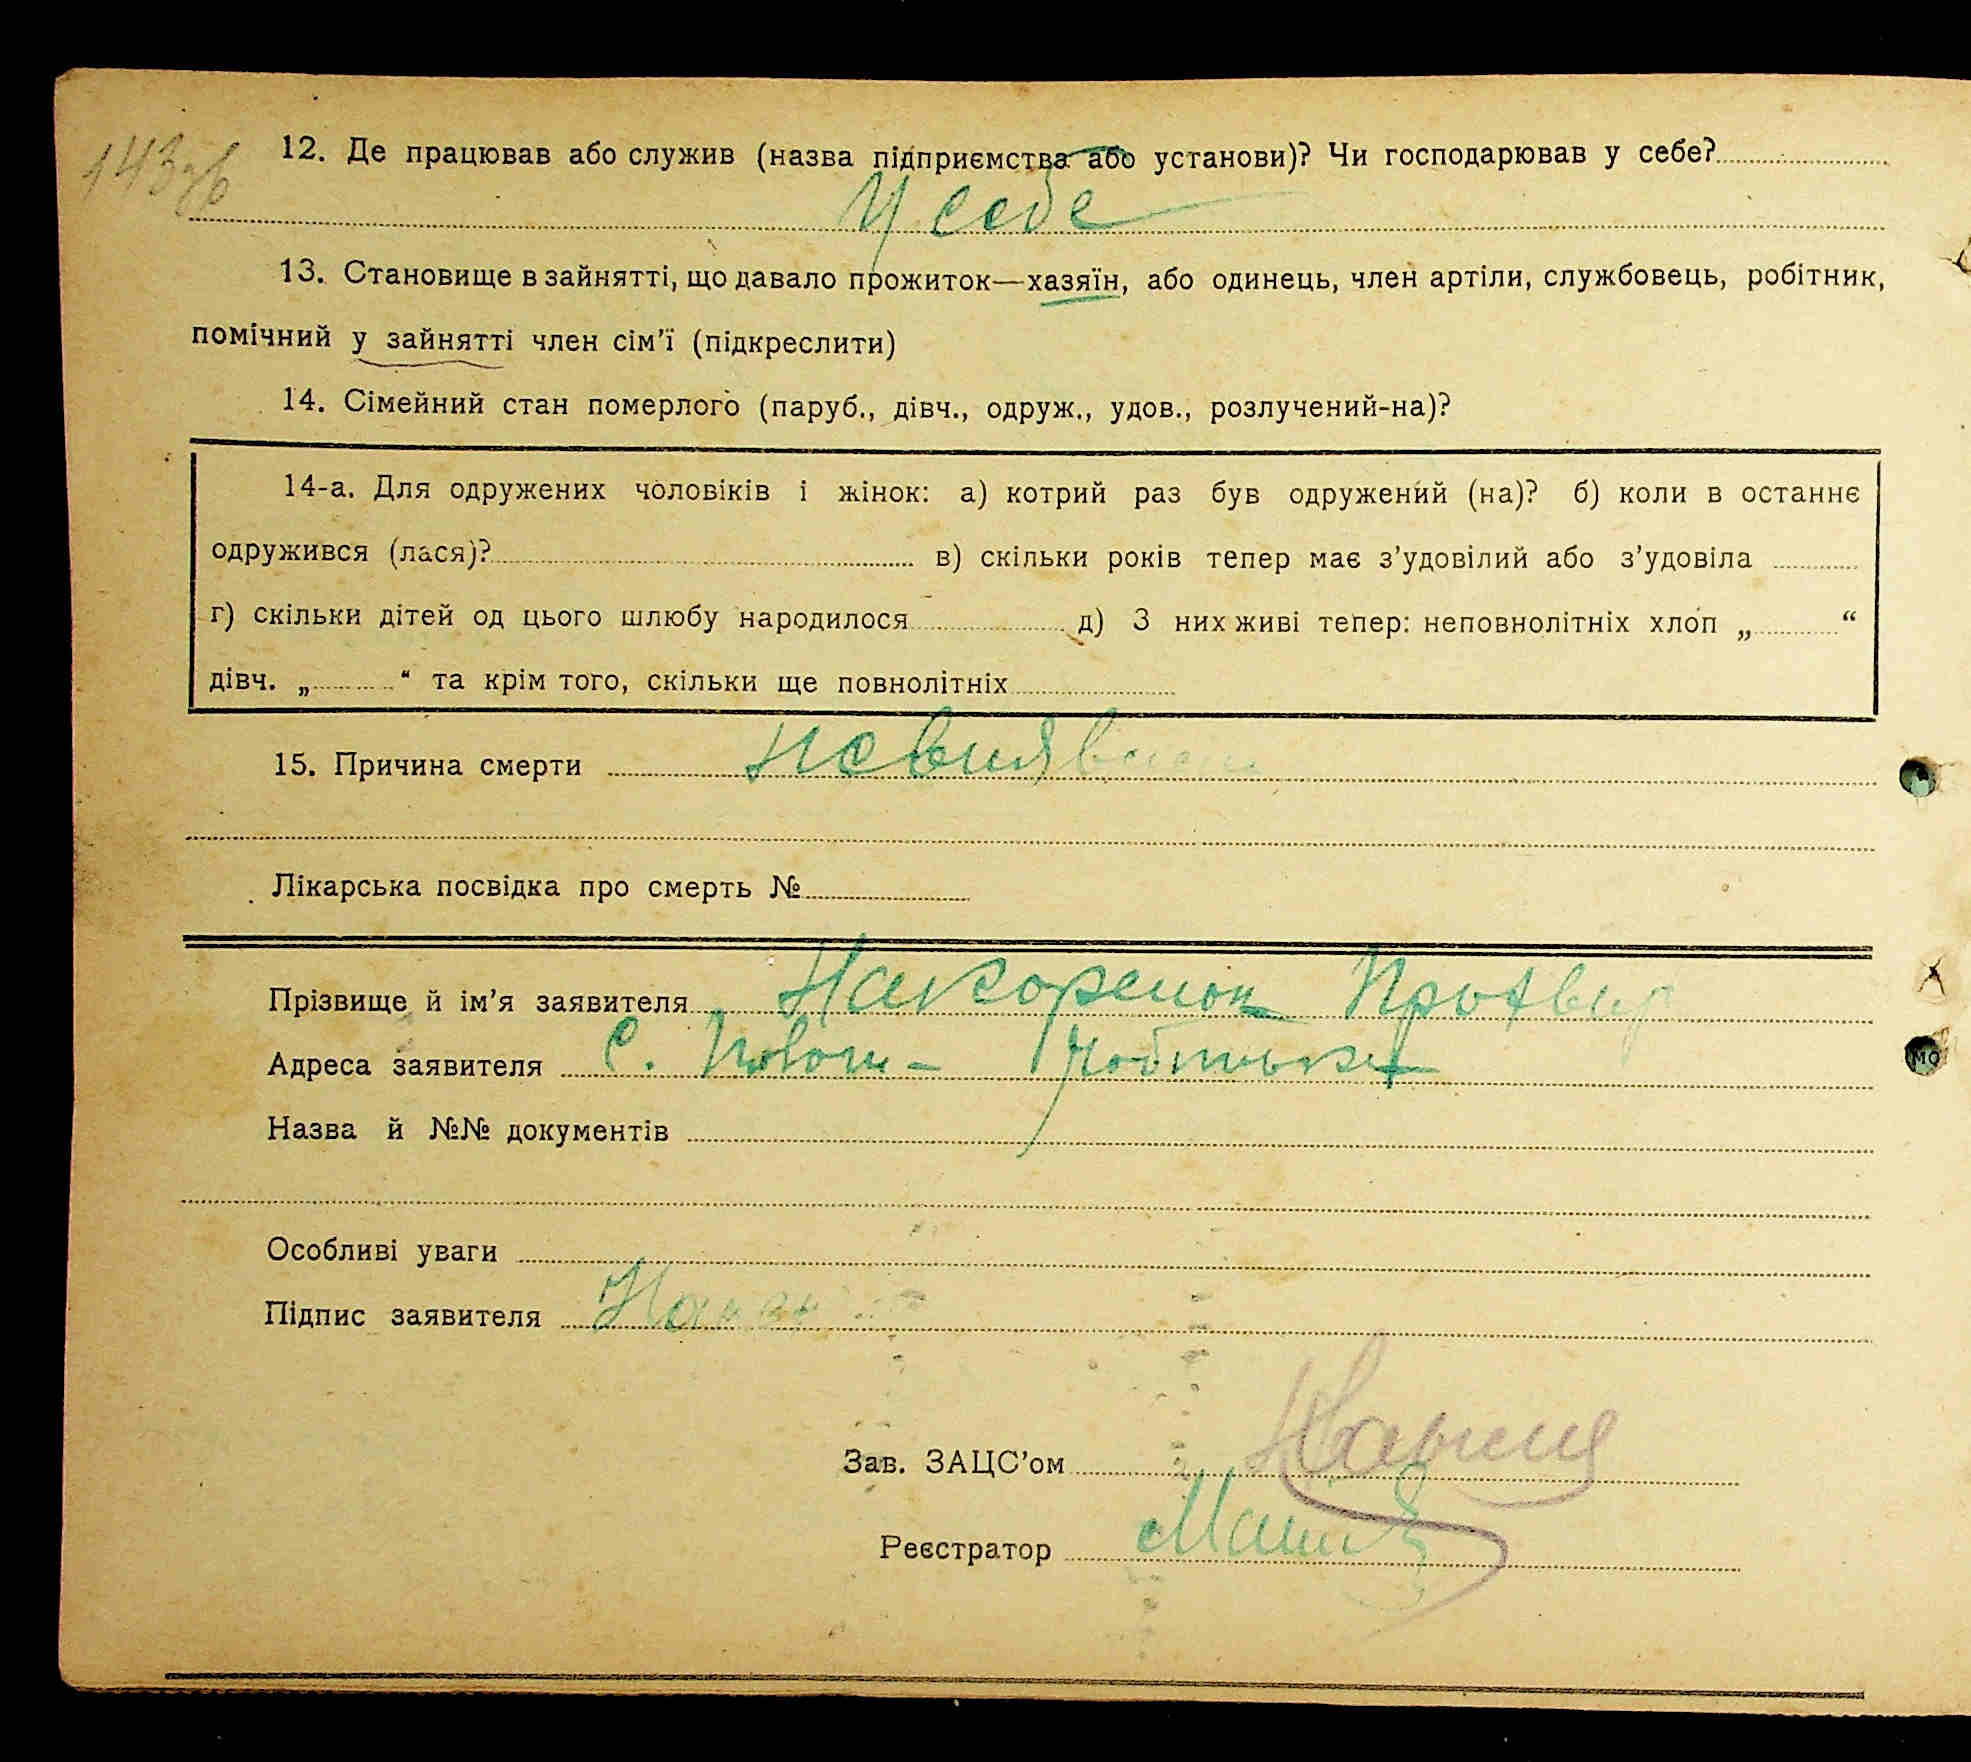 143зв
12. Де працював або служив (назва підприємства або установи)? Чи господарював у себе?
У себе
13. Становище в зайнятті, що давало прожиток—хазяїн, або одинець, член артіли, службовець, робітник,
помічний у зайнятті член сім’ї (підкреслити)
14. Сімейний стан померлого (паруб., дівч., одруж., удов., розлучений-на)?
14-а. Для одружених чоловіків і жінок: а) котрий раз був одружений (на)? б) коли в останнє
одружився (лася)? в) скільки років тепер має з’удовілий або з’удовіла
г) скільки дітей од цього шлюбу народилося д) З них живі тепер: неповнолітніх хлоп „ “
дівч. „ “ та крім того, скільки ще повнолітніх
15. Причина смерти
Лікарська посвідка про смерть №
Прізвище й ім’я заявителя
Адреса заявителя С.
Назва й №№ документів
Особливі уваги
Підпис заявителя
Зав. ЗАЦС’ом
Реєстратор